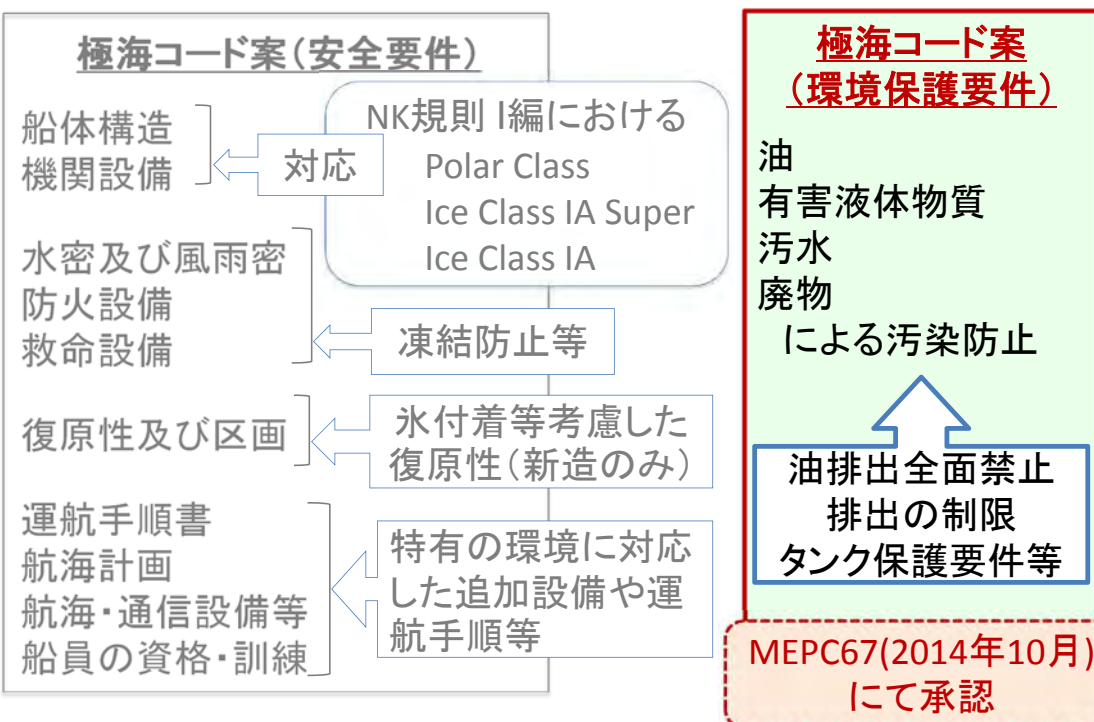 極海コード案（安全要件）
船体構造
機関設備
対応
NK規則 I編における
Polar Class
Ice Class IA Super
Ice Class IA
水密及び風雨密
防火設備
救命設備
凍結防止等
復原性及び区画
氷付着等考慮した
復原性（新造のみ）
運航手順書
航海計画
航海・通信設備等
船員の資格・訓練
特有の環境に対応
した追加設備や運
航手順等
極海コード案
（環境保護要件）
油
有害液体物質
汚水
廃物
による汚染防止
油排出全面禁止
排出の制限
タンク保護要件等
MEPC67(2014年10月)
にて承認